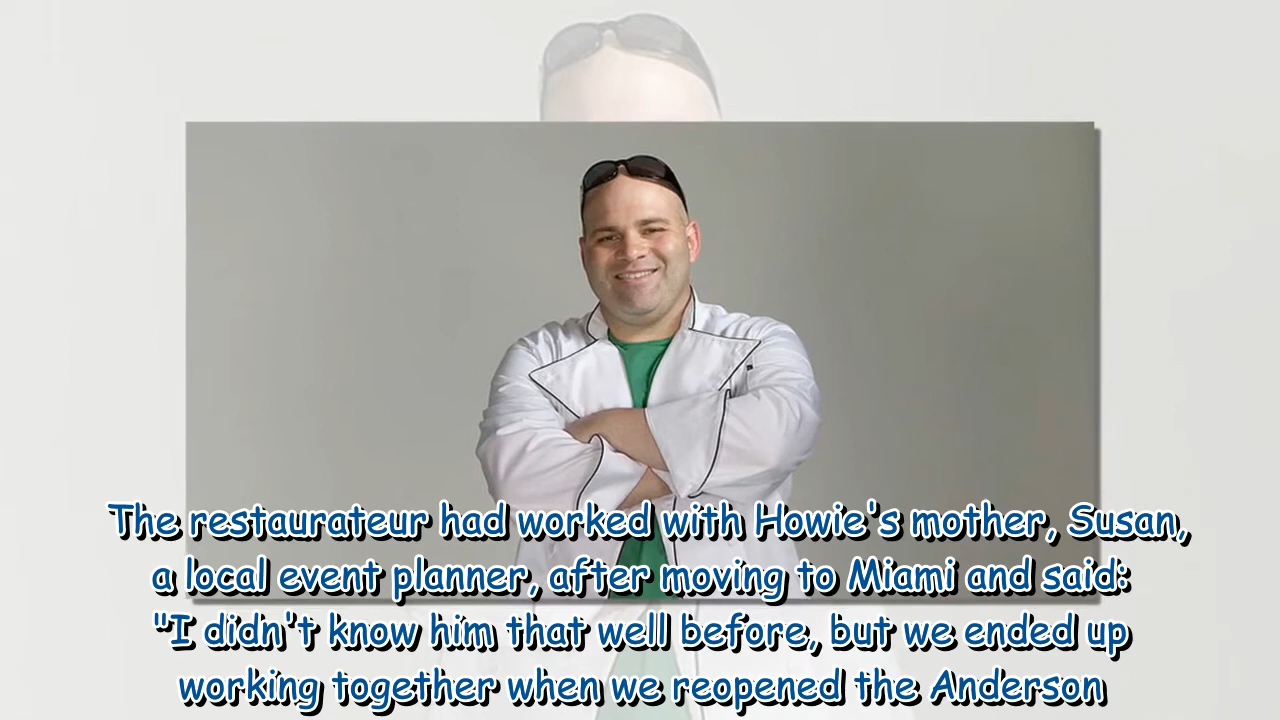 The restaurateur had worked with Howie's mother, Susan,
a local event planner, after moving to Miami and said:
"I didn't know him that well before, but we ended up
working together when we reopened the Anderson